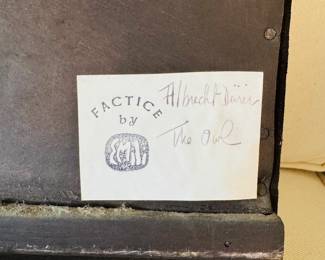 FACTICE
by
Albrecht Dürer
The Owl